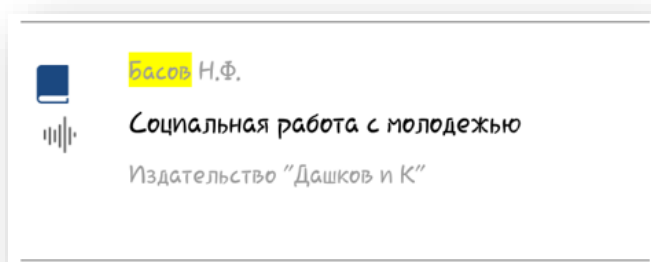 Басов Н.Ф.
Социальная работа с молодежью
Издательство "Дашков и К"